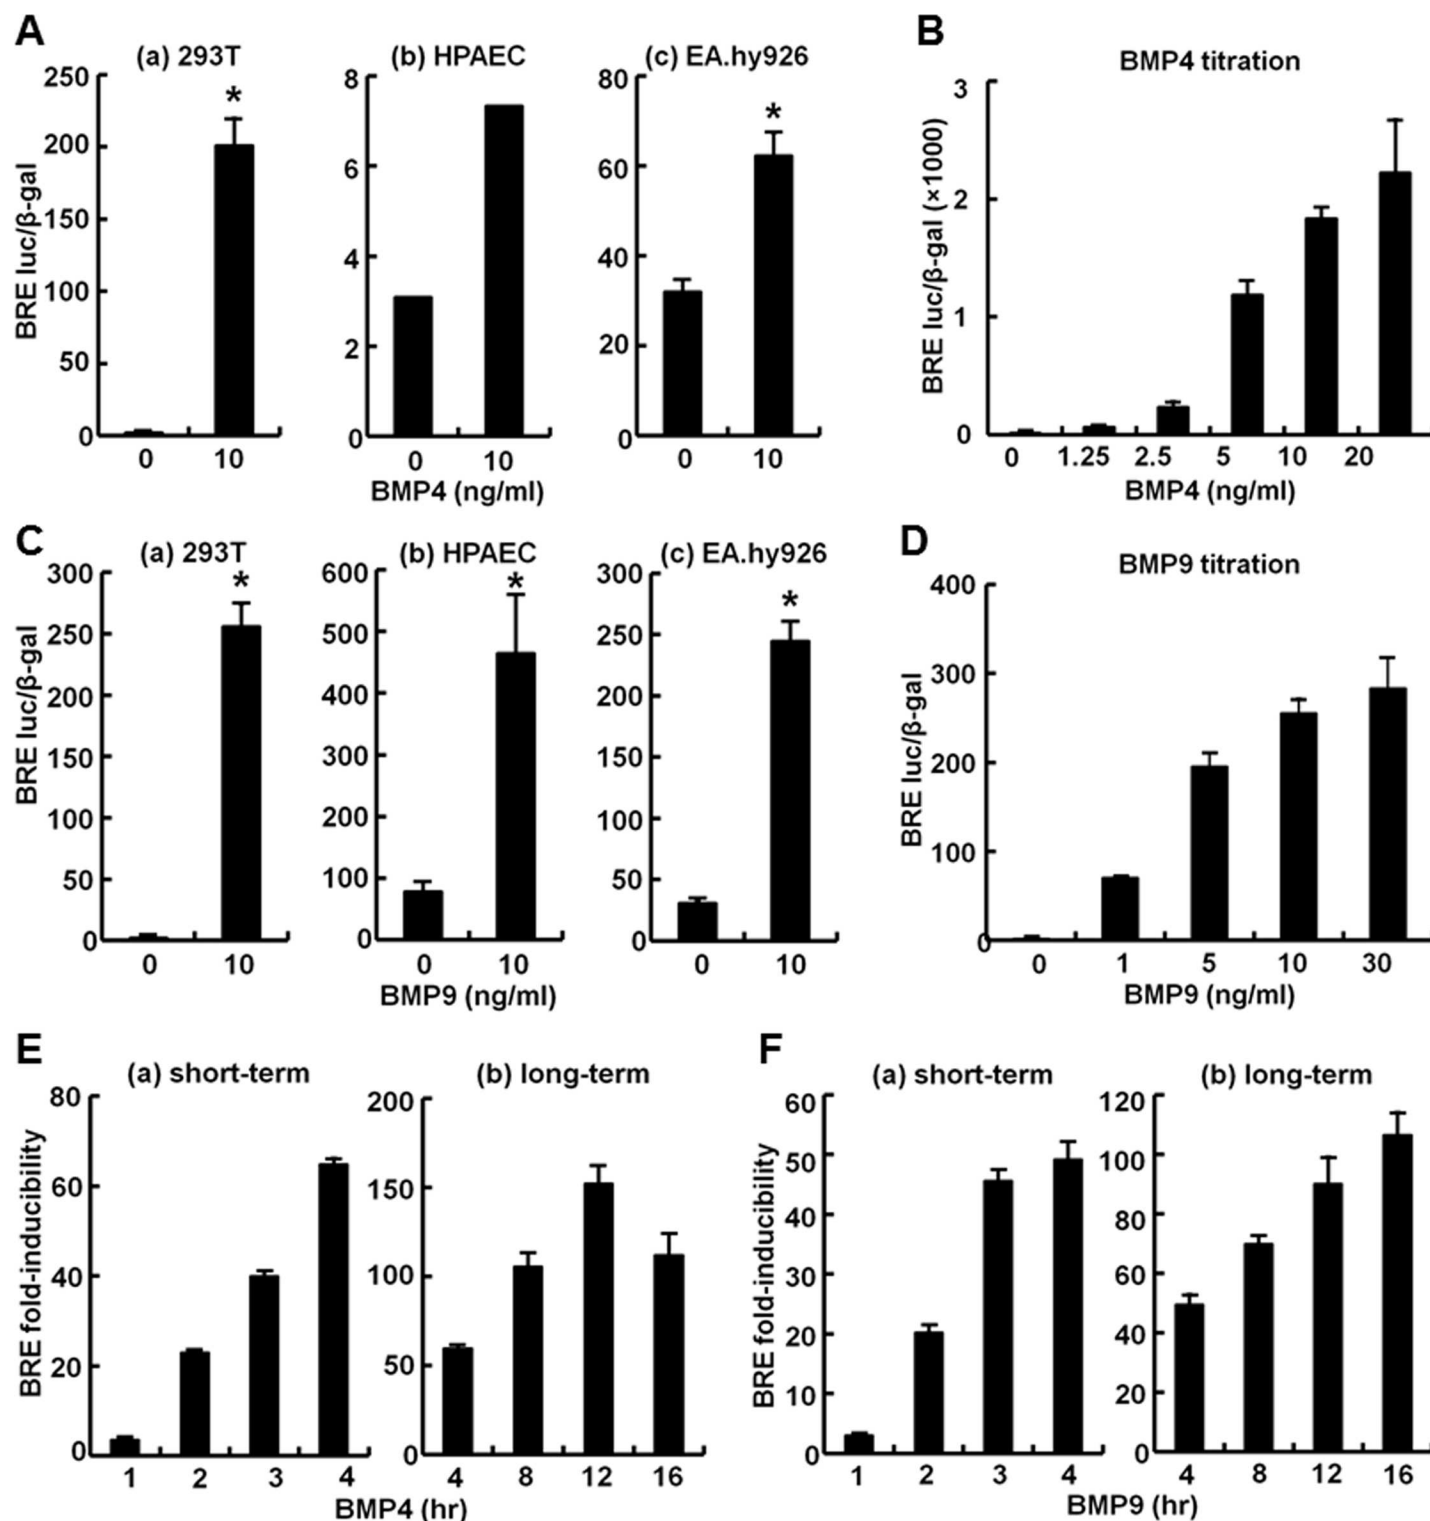 A
(a) 293T
(b) HPAEC
(c) EA.hy926
BRE luc/β-gal
250
200
150
100
50
0
*
0 10
8
6
4
2
0
0 10
80
60
40
20
0
*
0 10
BMP4 (ng/ml)
B
BMP4 titration
BRE luc/β-gal (×1000)
3
2
1
0
0 1.25 2.5 5 10 20
BMP4 (ng/ml)
C
(a) 293T
(b) HPAEC
(c) EA.hy926
BRE luc/β-gal
300
250
200
150
100
50
0
*
0 10
600
500
400
300
200
100
0
*
0 10
300
250
200
150
100
50
0
*
0 10
BMP9 (ng/ml)
D
BMP9 titration
BRE luc/β-gal
400
300
200
100
0
0 1 5 10 30
BMP9 (ng/ml)
E
(a) short-term
(b) long-term
BRE fold-inducibility
80
60
40
20
0
1 2 3 4
200
150
100
50
0
4 8 12 16
BMP4 (hr)
F
(a) short-term
(b) long-term
BRE fold-inducibility
60
50
40
30
20
10
0
1 2 3 4
120
100
80
60
40
20
0
4 8 12 16
BMP9 (hr)